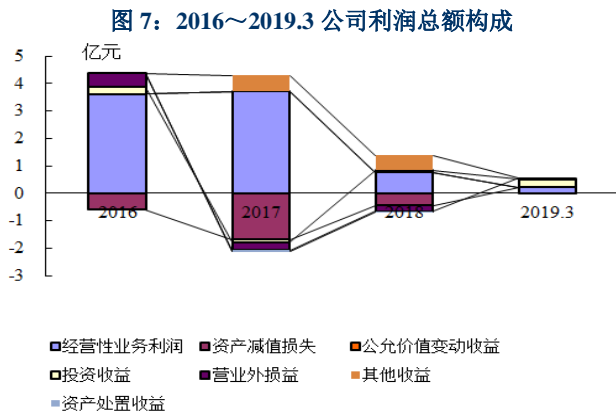 图 7：2016～2019.3 公司利润总额构成
亿元
5
4
3
2
1
0
-1
-2
-3
2016
2017
2018
2019.3
经营性业务利润 资产减值损失 公允价值变动收益
投资收益 营业外损益 其他收益
资产处置收益